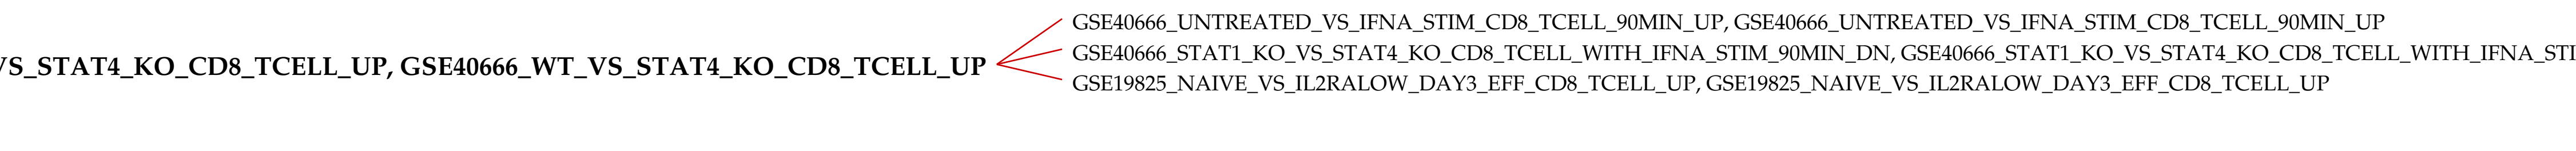 GSE40666_UNTREATED_VS_IFNA_STIM_CD8_TCELL_90MIN_UP, GSE40666_UNTREATED_VS_IFNA_STIM_CD8_TCELL_90MIN_UP
GSE40666_STAT1_KO_VS_STAT4_KO_CD8_TCELL_WITH_IFNA_STIM_90MIN_DN, GSE40666_STAT1_KO_VS_STAT4_KO_CD8_TCELL_WITH_IFNA_STI
VS_STAT4_KO_CD8_TCELL_UP, GSE40666_WT_VS_STAT4_KO_CD8_TCELL_UP
GSE19825_NAIVE_VS_IL2RALOW_DAY3_EFF_CD8_TCELL_UP, GSE19825_NAIVE_VS_IL2RALOW_DAY3_EFF_CD8_TCELL_UP